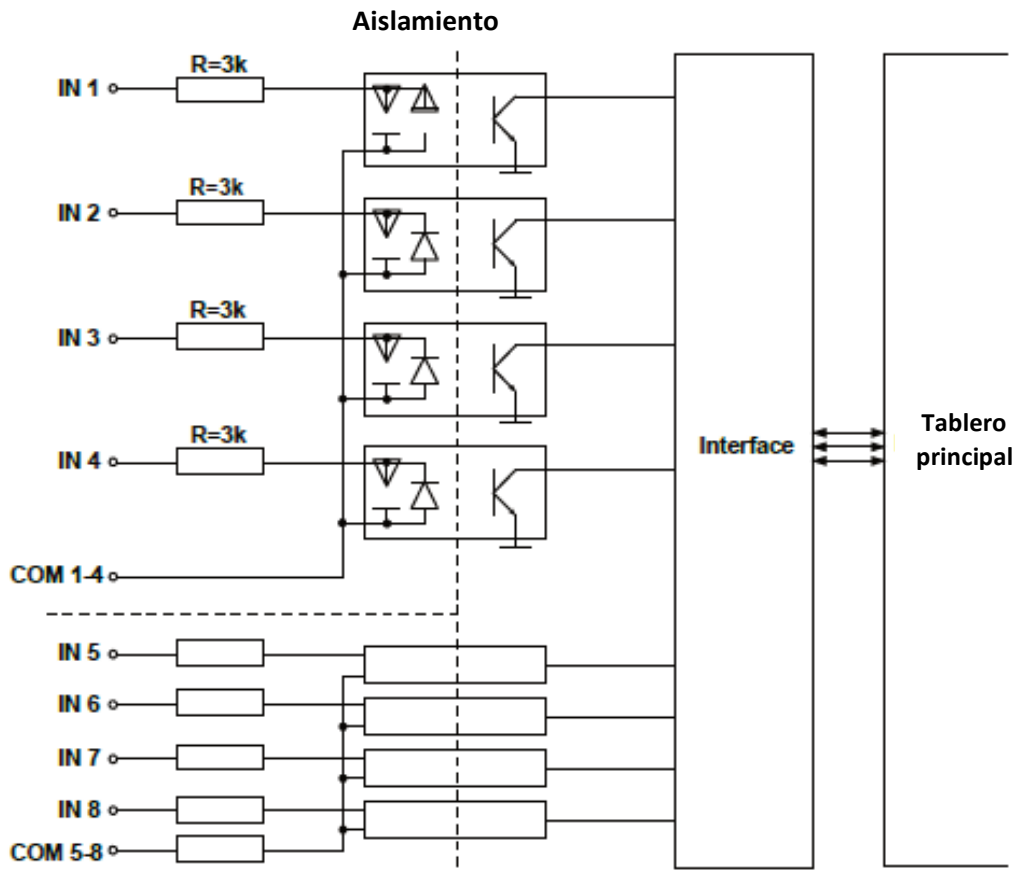 Aislamiento
R=3k
IN 1
R=3k
IN 2
R=3k
IN 3
R=3k
IN 4
Interface
Tablero
principal
COM 1-4
IN 5
IN 6
IN 7
IN 8
COM 5-8